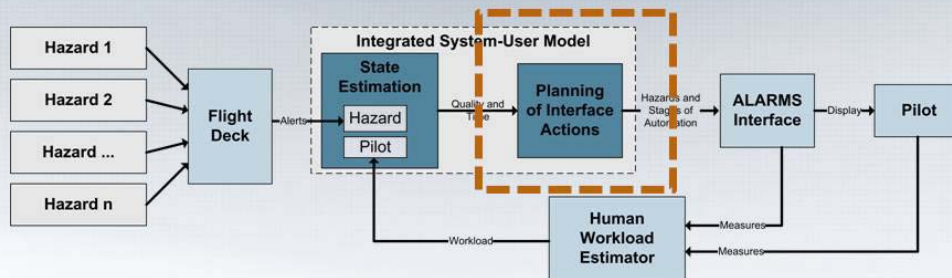 Hazard 1
Hazard 2
Hazard ...
Hazard n
Flight
Deck
Alerts
Integrated System-User Model
State
Estimation
Hazard
Pilot
Quality and
Time
Planning
of Interface
Actions
Hazards and
Stages of
Automation
ALARMS
Interface
Display
Pilot
Human
Workload
Estimator
Measures
Measures
Workload